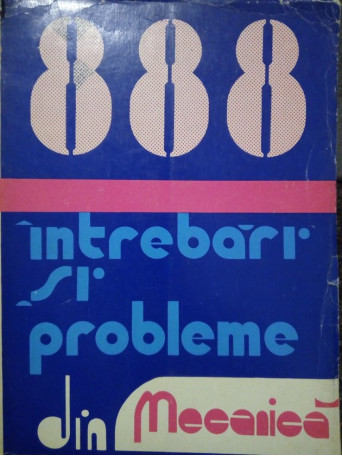 888
întrebări
și
probleme
din Mecanică